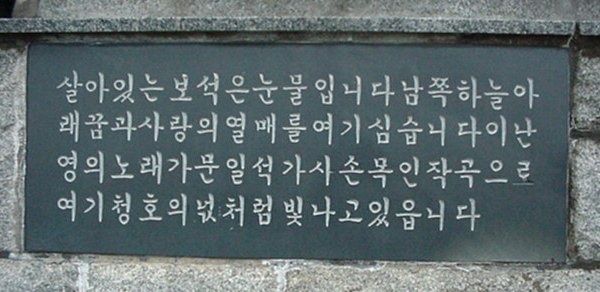 살아있는보석은눈물입니다남쪽하늘아
래꿈과사랑의열매를여기심습니다이난
영의노래가문일석가사손목인작곡으로
여기청호의넋처럼빛나고있읍니다